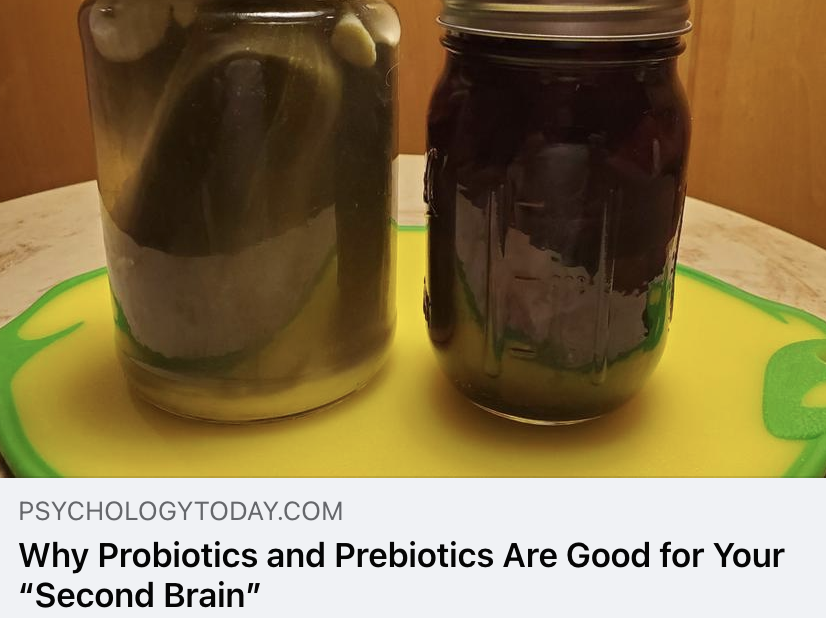 PSYCHOLOGYTODAY.COM
Why Probiotics and Prebiotics Are Good for Your
“Second Brain”